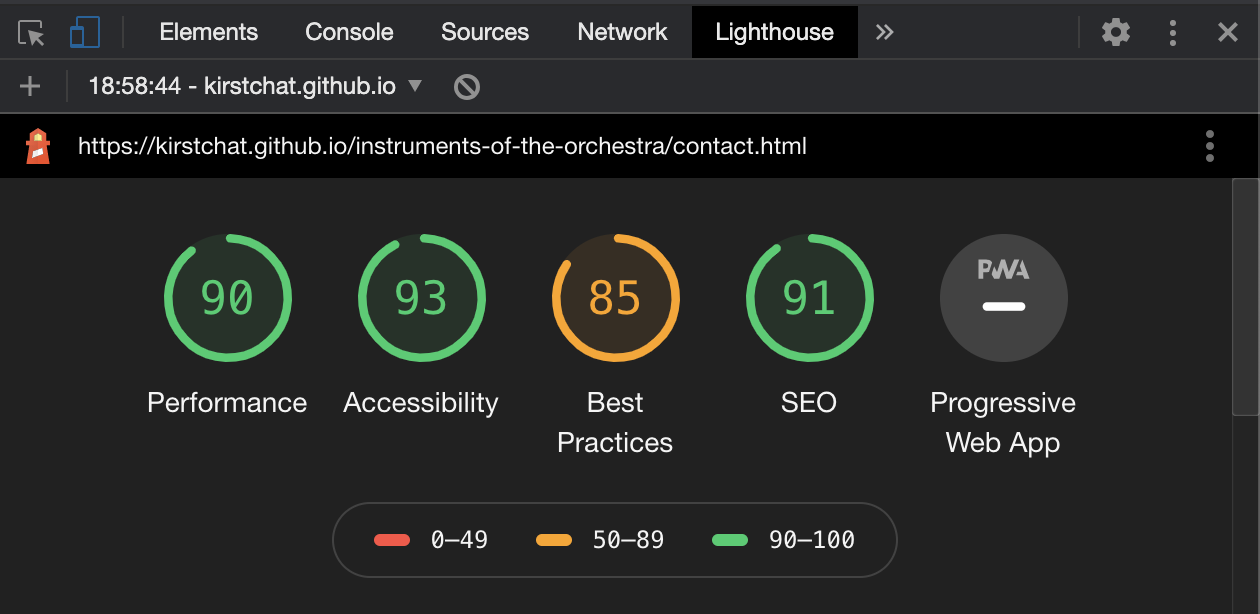 Elements Console Sources Network Lighthouse
18:58:44 - kirstchat.github.io
https://kirstchat.github.io/instruments-of-the-orchestra/contact.html
90 93 85 91 PWA
Performance Accessibility Best Practices SEO Progressive Web App
0–49 50–89 90–100